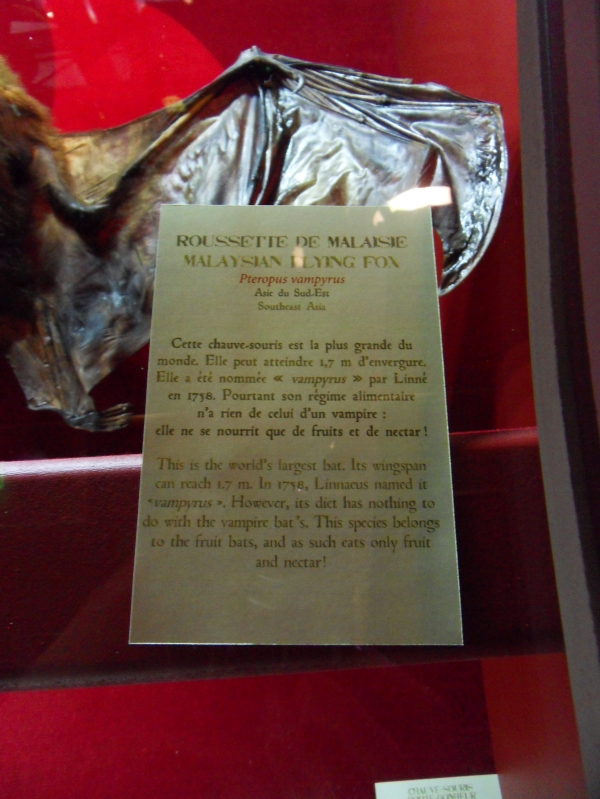 ROUSSETTE DE MALAISIE
MALAYSIAN FLYING FOX
Pteropus vampyrus
Asie du Sud-Est
Southeast Asia
Cette chauve-souris est la plus grande du
monde. Elle peut atteindre 1,7 m d'envergure.
Elle a été nommée « vampyrus » par Linné
en 1758. Pourtant son régime alimentaire
n'a rien de celui d'un vampire :
elle ne se nourrit que de fruits et de nectar !
This is the world's largest bat. Its wingspan
can reach 1.7 m. In 1758, Linnaeus named it
« vampyrus ». However, its diet has nothing to
do with the vampire bat 's. This species belongs
to the fruit bats, and as such eats only fruit
and nectar!
CHAUVE-SOURIS